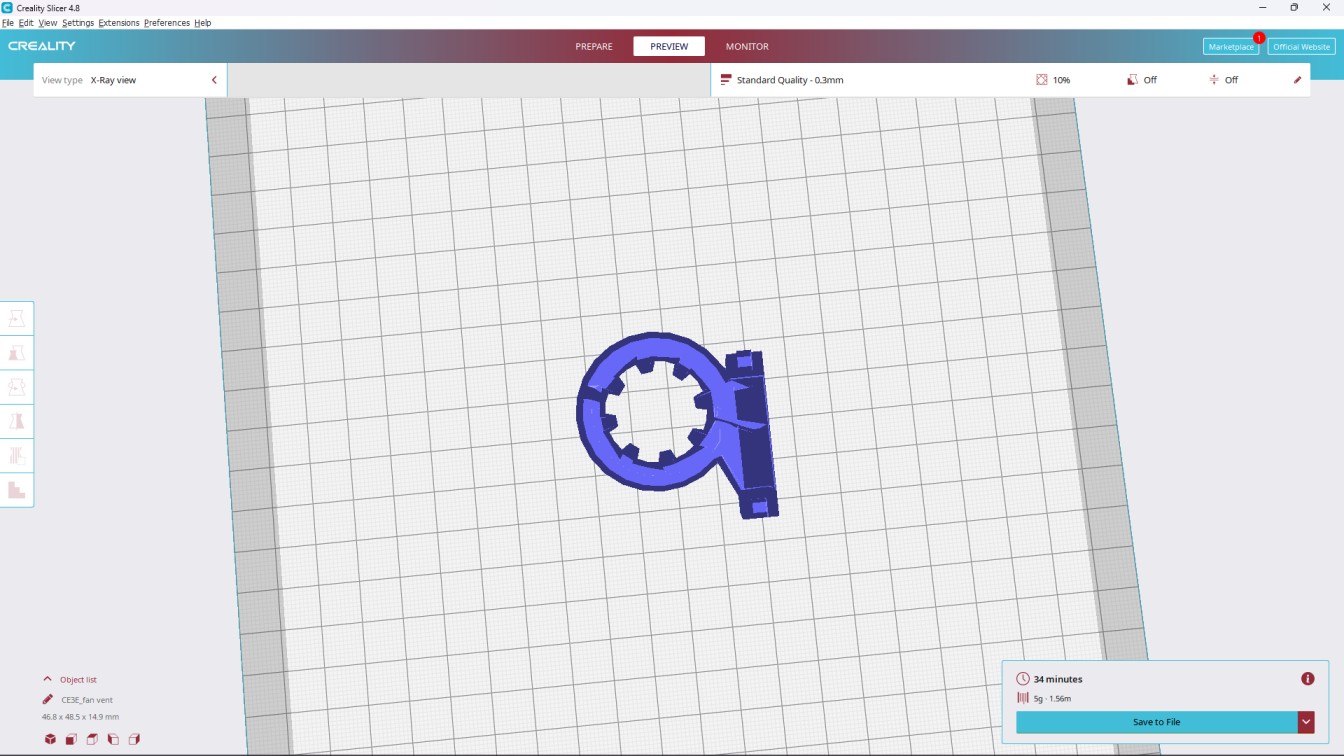 Creality Slicer 4.8
File Edit View Settings Extensions Preferences Help
CREALITY
PREPARE PREVIEW MONITOR
Marketplace 1 Official Website
View type X-Ray view
Standard Quality - 0.3mm 10% Off Off
Object list
CE3E_fan vent
46.8 x 48.5 x 14.9 mm
34 minutes
5g · 1.56m
Save to File